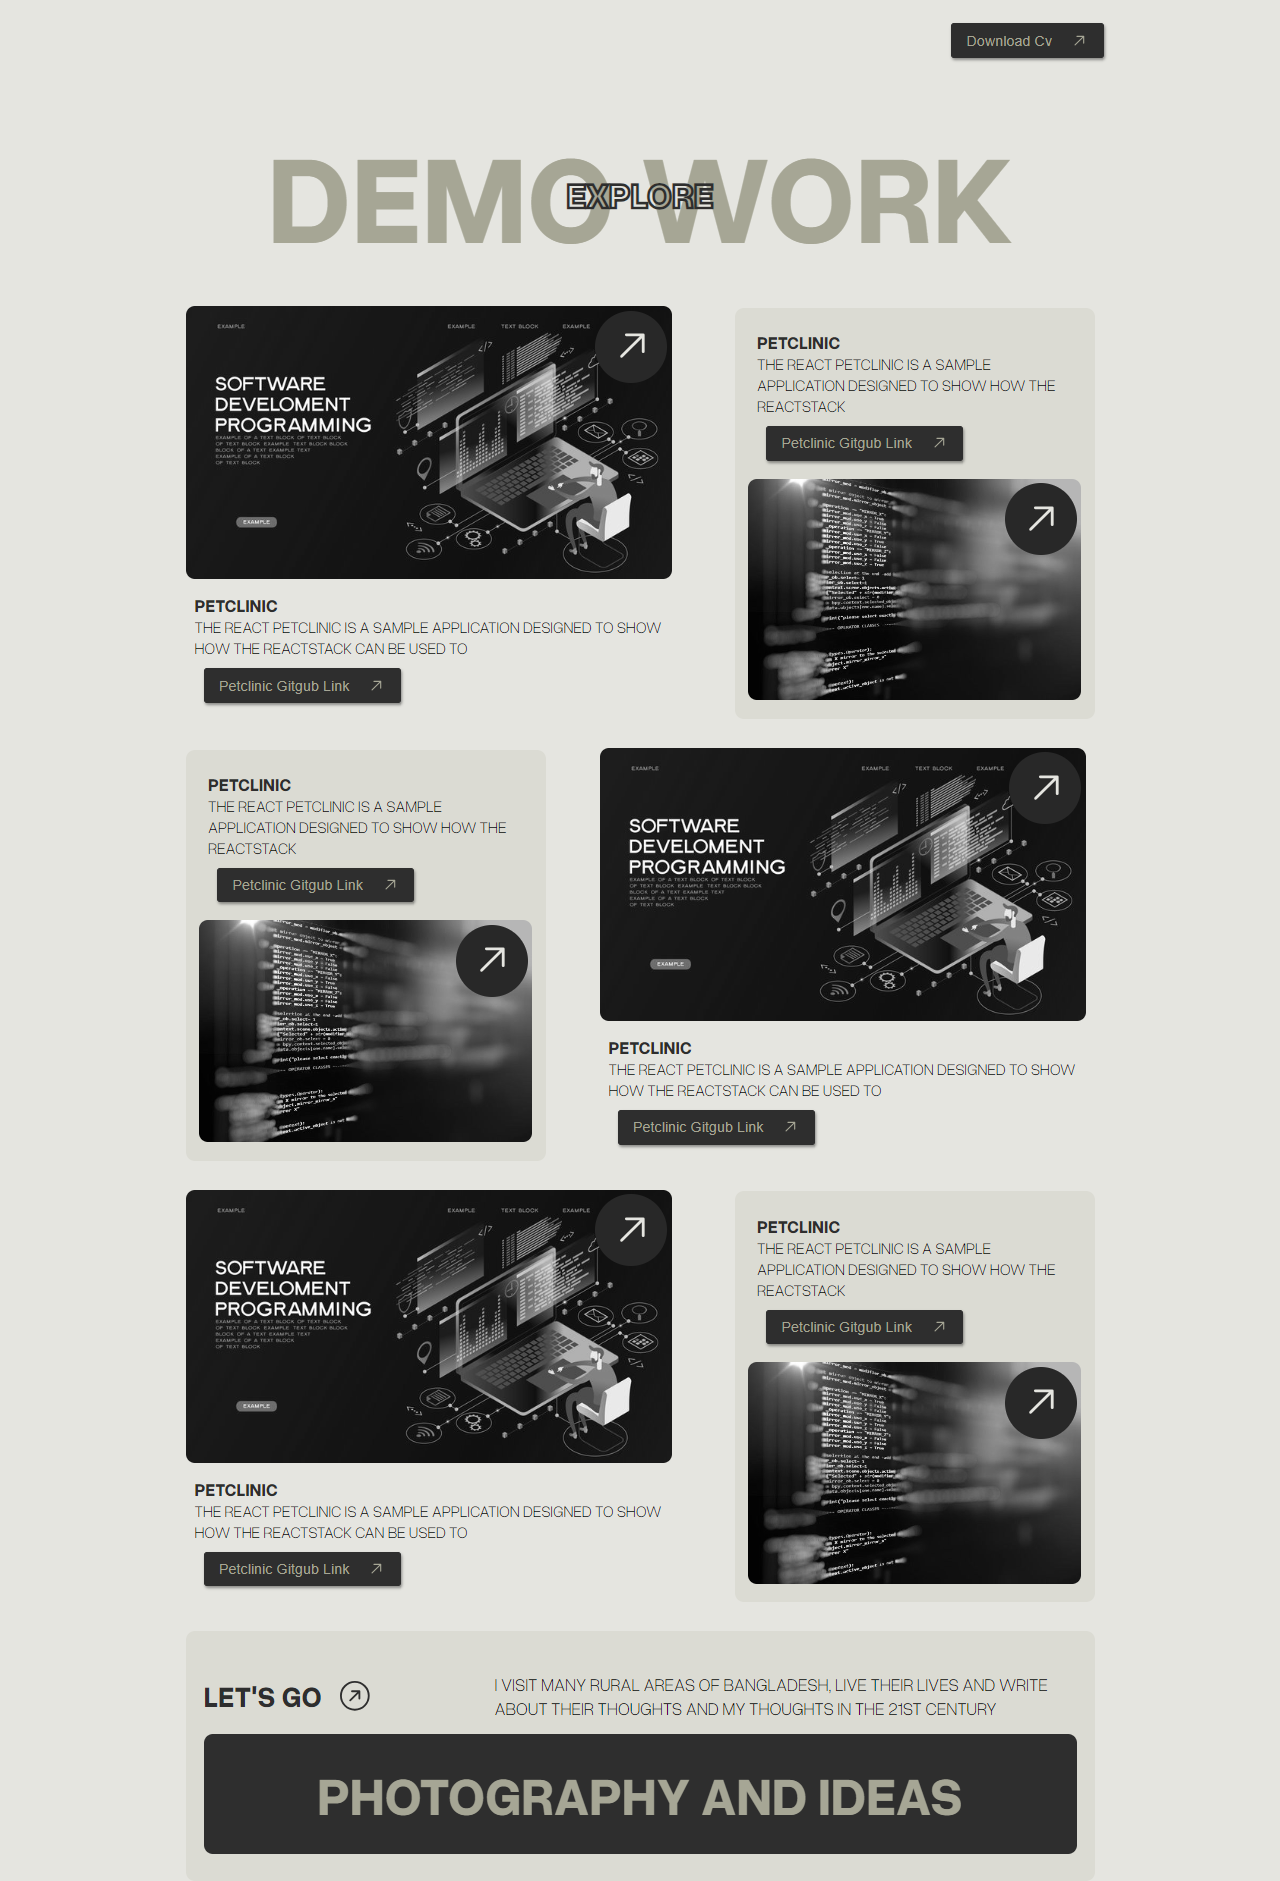 Download Cv
DEMO WORK
EXPLORE
EXAMPLE EXAMPLE TEXT BLOCK EXAMPLE
SOFTWARE
DEVELOMENT
PROGRAMMING
EXAMPLE OF A TEXT BLOCK OF TEXT BLOCK
OF TEXT BLOCK EXAMPLE TEXT BLOCK BLOCK
BLOCK OF A TEXT EXAMPLE TEXT
EXAMPLE OF A TEXT BLOCK
OF TEXT BLOCK
EXAMPLE
PETCLINIC
THE REACT PETCLINIC IS A SAMPLE APPLICATION DESIGNED TO SHOW
HOW THE REACTSTACK CAN BE USED TO
Petclinic Gitgub Link
PETCLINIC
THE REACT PETCLINIC IS A SAMPLE
APPLICATION DESIGNED TO SHOW HOW THE
REACTSTACK
Petclinic Gitgub Link
PETCLINIC
THE REACT PETCLINIC IS A SAMPLE
APPLICATION DESIGNED TO SHOW HOW THE
REACTSTACK
Petclinic Gitgub Link
EXAMPLE EXAMPLE TEXT BLOCK EXAMPLE
SOFTWARE
DEVELOMENT
PROGRAMMING
EXAMPLE OF A TEXT BLOCK OF TEXT BLOCK
OF TEXT BLOCK EXAMPLE TEXT BLOCK BLOCK
BLOCK OF A TEXT EXAMPLE TEXT
EXAMPLE OF A TEXT BLOCK
OF TEXT BLOCK
EXAMPLE
PETCLINIC
THE REACT PETCLINIC IS A SAMPLE APPLICATION DESIGNED TO SHOW
HOW THE REACTSTACK CAN BE USED TO
Petclinic Gitgub Link
EXAMPLE EXAMPLE TEXT BLOCK EXAMPLE
SOFTWARE
DEVELOMENT
PROGRAMMING
EXAMPLE OF A TEXT BLOCK OF TEXT BLOCK
OF TEXT BLOCK EXAMPLE TEXT BLOCK BLOCK
BLOCK OF A TEXT EXAMPLE TEXT
EXAMPLE OF A TEXT BLOCK
OF TEXT BLOCK
EXAMPLE
PETCLINIC
THE REACT PETCLINIC IS A SAMPLE APPLICATION DESIGNED TO SHOW
HOW THE REACTSTACK CAN BE USED TO
Petclinic Gitgub Link
PETCLINIC
THE REACT PETCLINIC IS A SAMPLE
APPLICATION DESIGNED TO SHOW HOW THE
REACTSTACK
Petclinic Gitgub Link
LET'S GO
I VISIT MANY RURAL AREAS OF BANGLADESH, LIVE THEIR LIVES AND WRITE
ABOUT THEIR THOUGHTS AND MY THOUGHTS IN THE 21ST CENTURY
PHOTOGRAPHY AND IDEAS